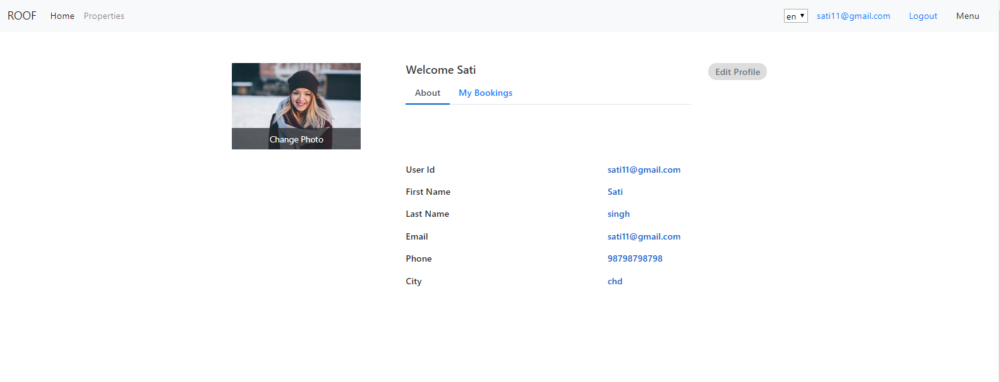 ROOF Home Properties en sati11@gmail.com Logout Menu
Welcome Sati
Edit Profile
About My Bookings
Change Photo
User Id sati11@gmail.com
First Name Sati
Last Name singh
Email sati11@gmail.com
Phone 98798798798
City chd